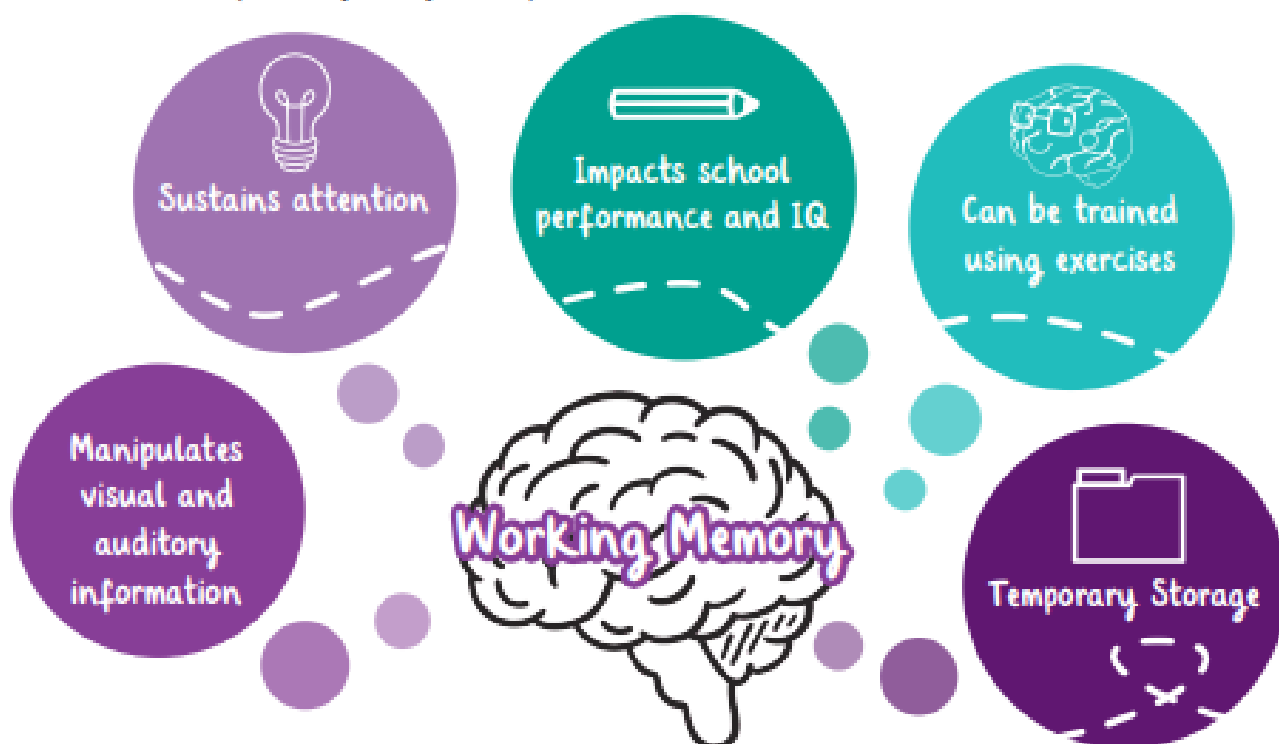 Sustains attention
Impacts school
performance and IQ
Can be trained
using exercises
Manipulates
visual and
auditory
information
Working Memory
Temporary Storage